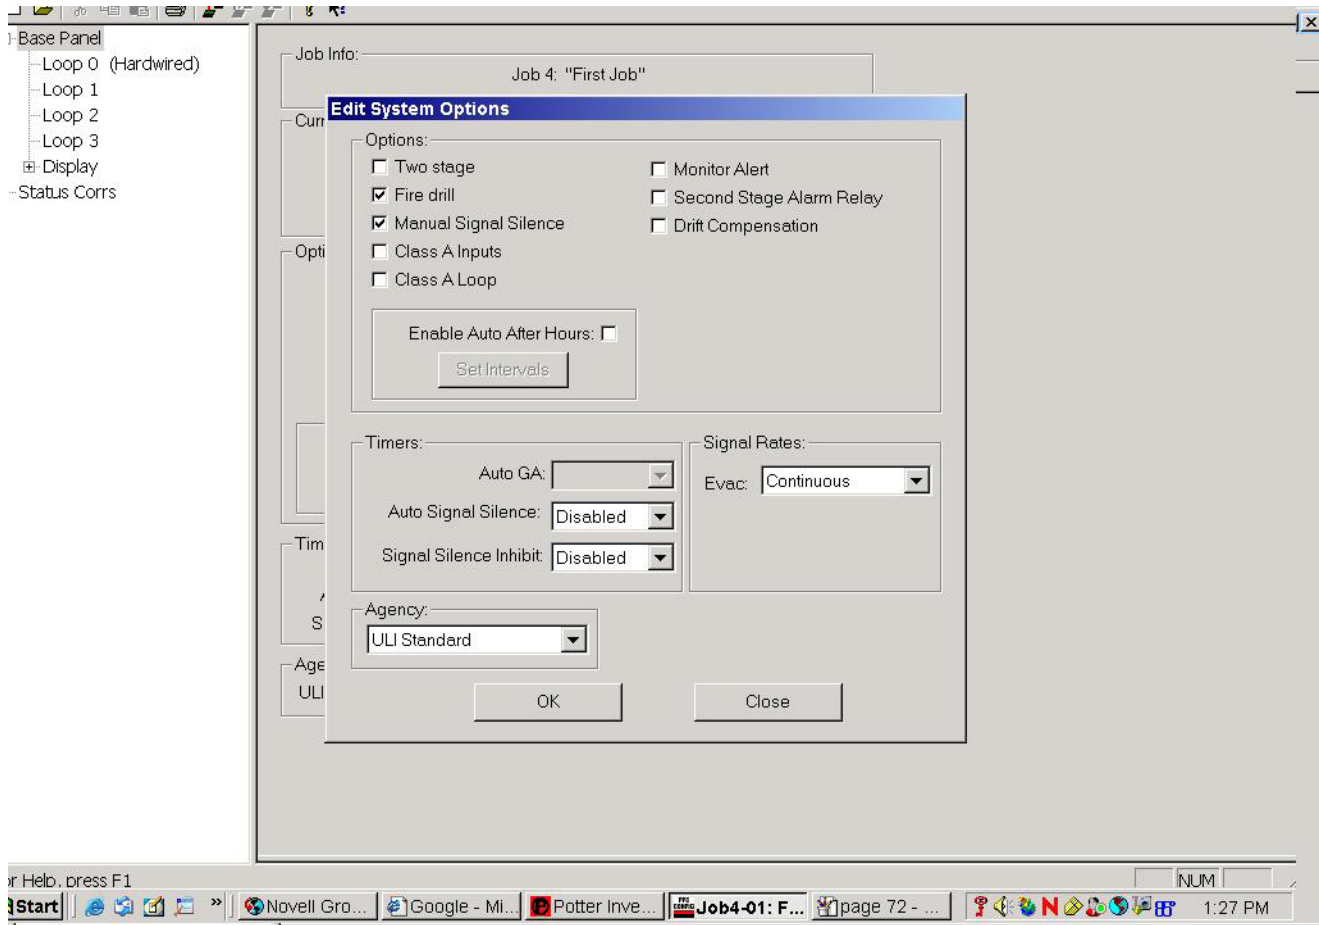 Base Panel
Loop 0 (Hardwired)
Loop 1
Loop 2
Loop 3
Display
Status Corrs
Job Info:
Job 4: "First Job"
Curr
Opti
Tim
S
Age
ULI
Edit System Options
Options:
Two stage
Fire drill
Manual Signal Silence
Class A Inputs
Class A Loop
Monitor Alert
Second Stage Alarm Relay
Drift Compensation
Enable Auto After Hours:
Set Intervals
Timers:
Auto GA:
Auto Signal Silence: Disabled
Signal Silence Inhibit: Disabled
Signal Rates:
Evac: Continuous
Agency:
ULI Standard
OK Close
or Help, press F1
NUM
Start » Novell Gro... Google - Mi... Potter Inve... Job4-01: F... page 72 - ... 1:27 PM